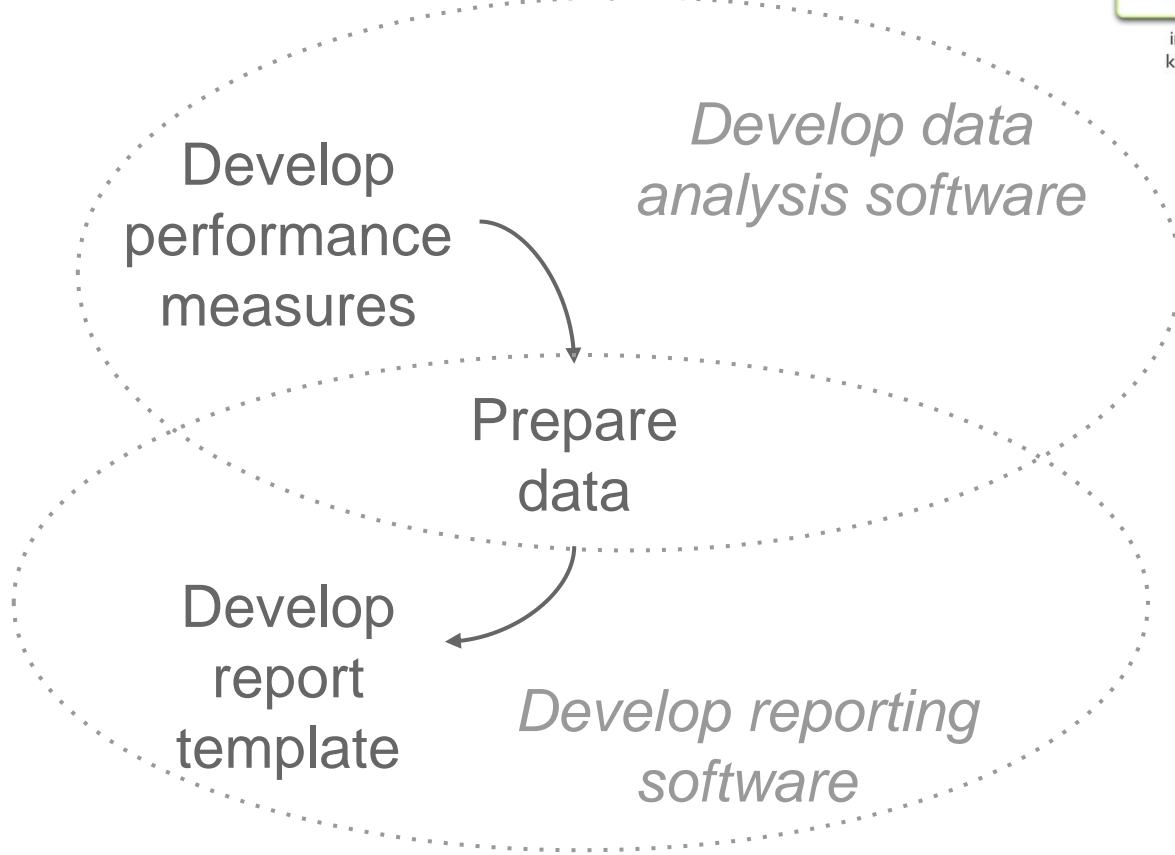 Develop
performance
measures
Develop data
analysis software
Prepare
data
Develop
report
template
Develop reporting
software